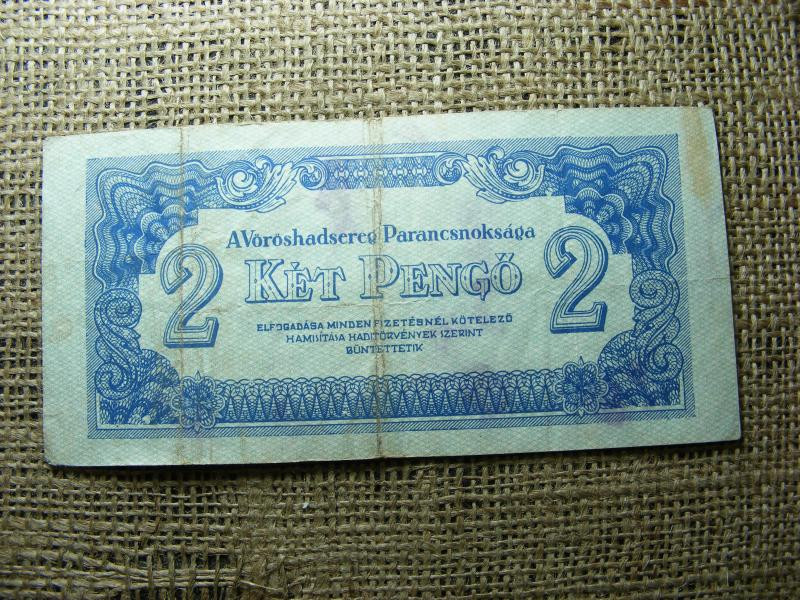 A Vöröshadsereg Parancsnoksága
2 KÉT PENGŐ 2
ELFOGADÁSA MINDEN FIZETÉSNÉL KÖTELEZŐ
HAMISÍTÁSA HADITÖRVÉNYEK SZERINT
BÜNTETTETIK